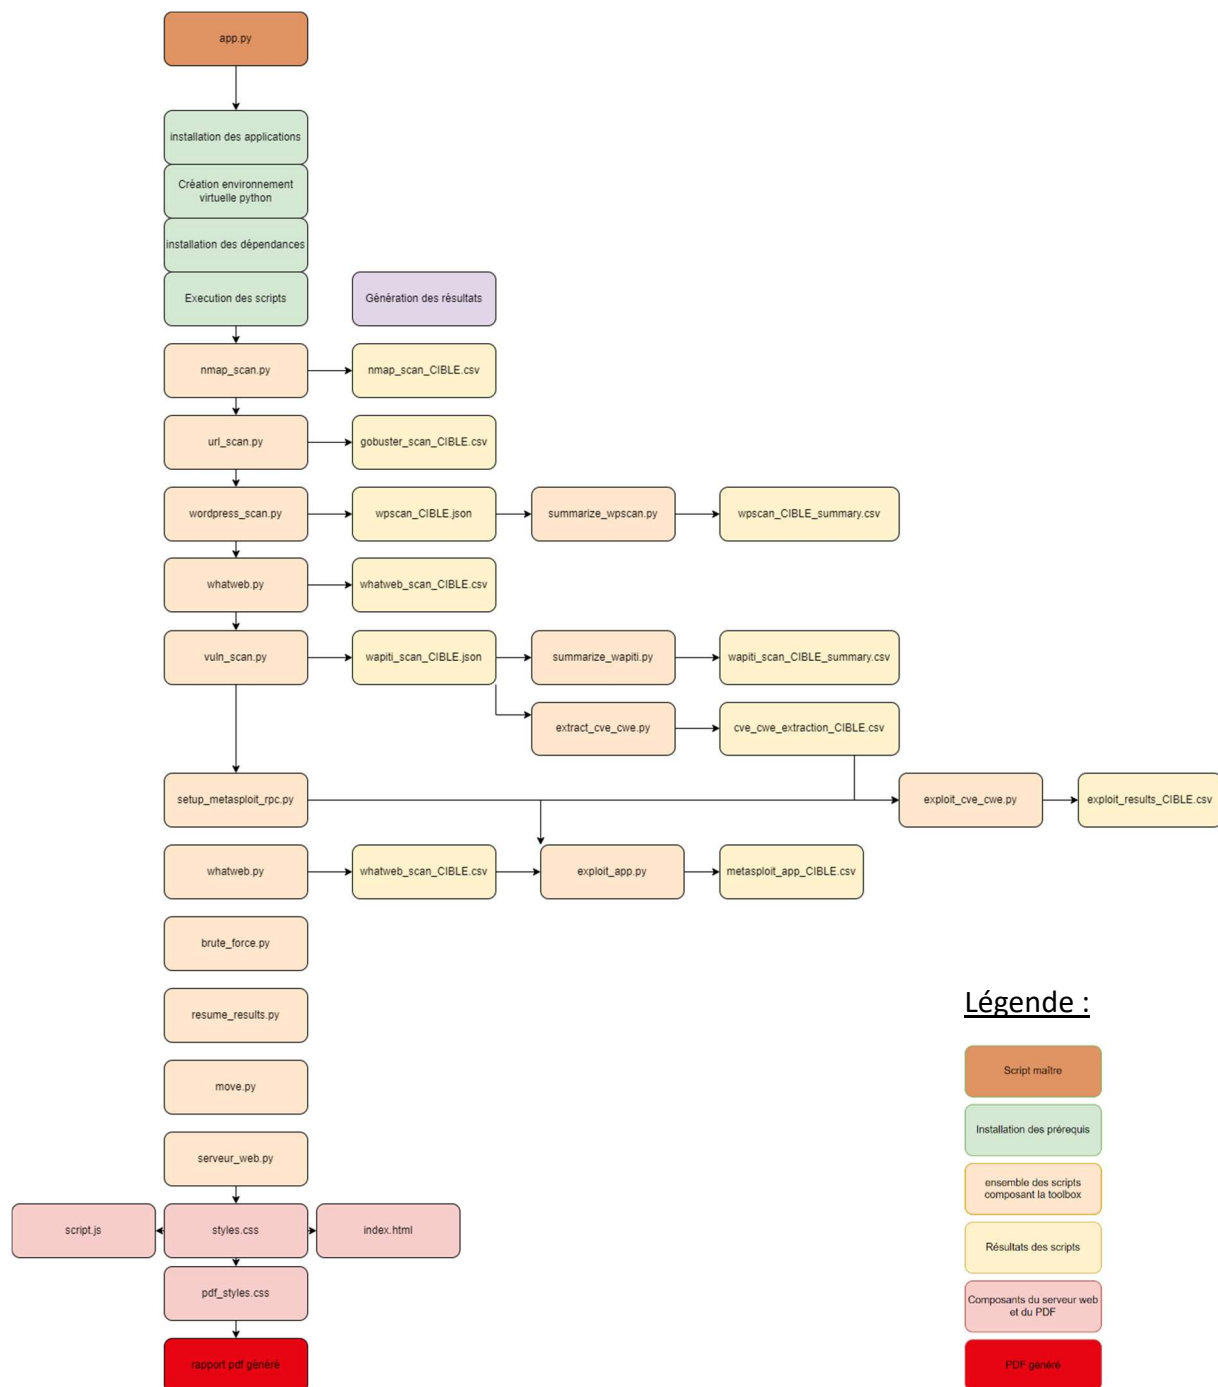 app.py
installation des applications
Création environnement
virtuelle python
installation des dépendances
Execution des scripts
Génération des résultats
nmap_scan.py
nmap_scan_CIBLE.csv
url_scan.py
gobuster_scan_CIBLE.csv
wordpress_scan.py
wpscan_CIBLE.json
summarize_wpscan.py
wpscan_CIBLE_summary.csv
whatweb.py
whatweb_scan_CIBLE.csv
vuln_scan.py
wapiti_scan_CIBLE.json
summarize_wapiti.py
wapiti_scan_CIBLE_summary.csv
extract_cve_cwe.py
cve_cwe_extraction_CIBLE.csv
setup_metasploit_rpc.py
exploit_cve_cwe.py
exploit_results_CIBLE.csv
whatweb.py
whatweb_scan_CIBLE.csv
exploit_app.py
metasploit_app_CIBLE.csv
brute_force.py
resume_results.py
move.py
serveur_web.py
script.js
styles.css
index.html
pdf_styles.css
rapport pdf généré
Légende :
Script maître
Installation des prérequis
ensemble des scripts
composant la toolbox
Résultats des scripts
Composants du serveur web
et du PDF
PDF généré